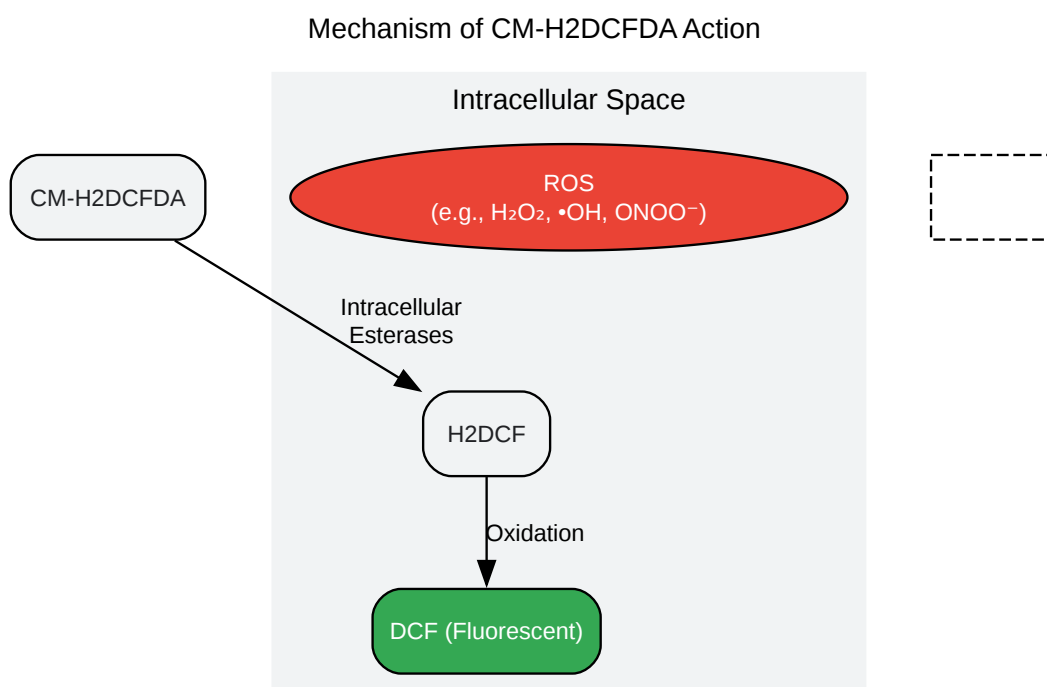 Mechanism of CM-H2DCFDA Action
Intracellular Space
CM-H2DCFDA
ROS
(e.g., H₂O₂, •OH, ONOO⁻)
Intracellular
Esterases
H2DCF
Oxidation
DCF (Fluorescent)